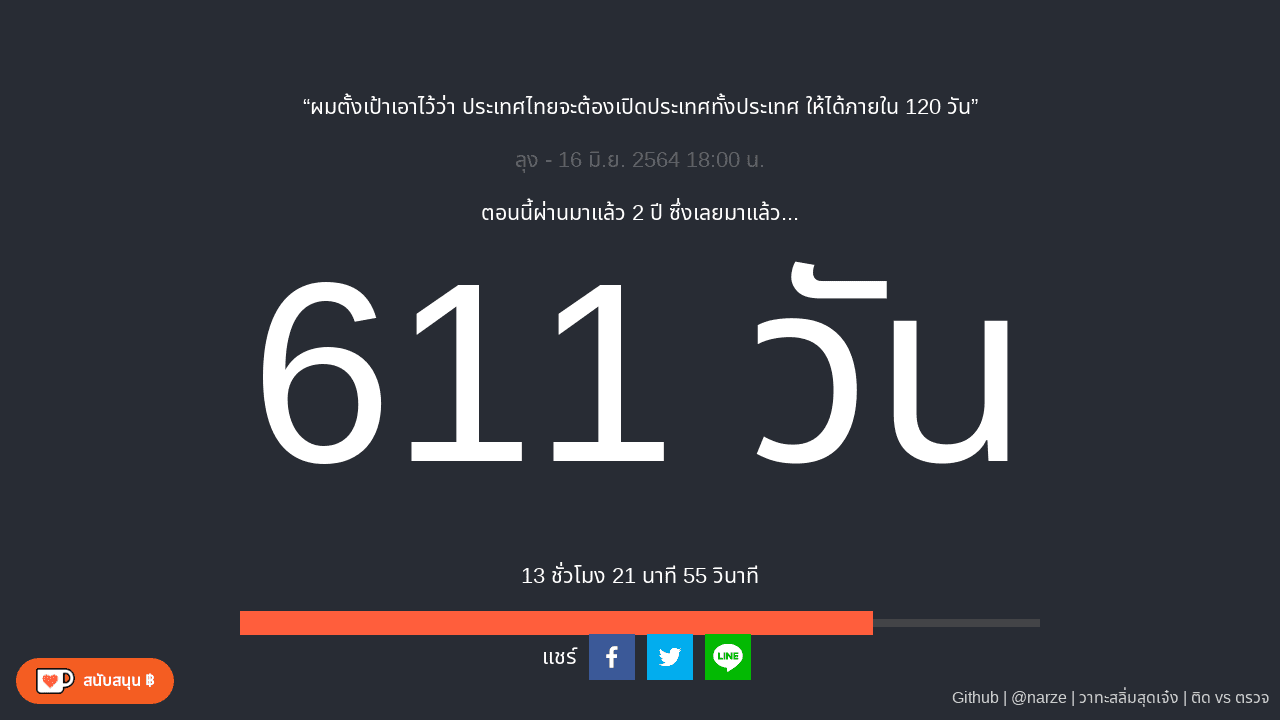 “ผมตั้งเป้าเอาไว้ว่า ประเทศไทยจะต้องเปิดประเทศทั้งประเทศ ให้ได้ภายใน 120 วัน”
ลุง - 16 มิ.ย. 2564 18:00 น.
ตอนนี้ผ่านมาแล้ว 2 ปี ซึ่งเลยมาแล้ว...
611 วัน
13 ชั่วโมง 21 นาที 55 วินาที
แชร์
LINE
สนับสนุน ฿
Github | @narze | วาทะสลิ่มสุดเจ๋ง | ติด vs ตรวจ